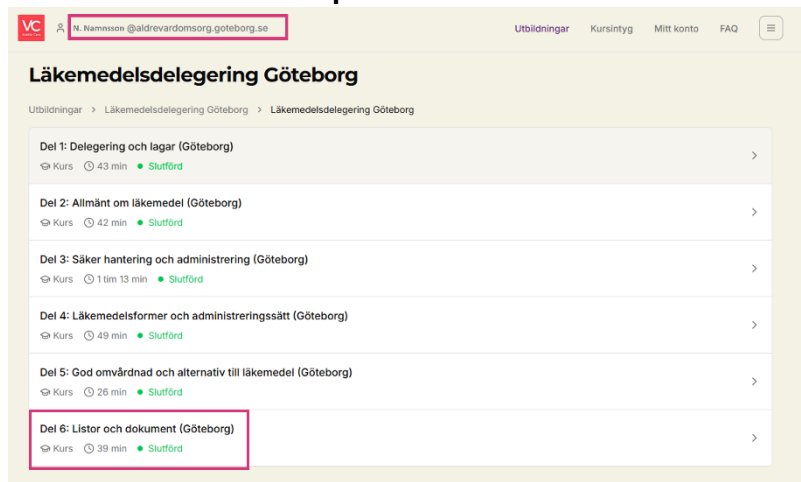 VC N. Namnsson @aldrevardomsorg.goteborg.se Utbildningar Kursintyg Mitt konto FAQ
Läkemedelsdelegering Göteborg
Utbildningar > Läkemedelsdelegering Göteborg > Läkemedelsdelegering Göteborg
Del 1: Delegering och lagar (Göteborg)
Kurs 43 min • Slutförd
Del 2: Allmänt om läkemedel (Göteborg)
Kurs 42 min • Slutförd
Del 3: Säker hantering och administrering (Göteborg)
Kurs 1 tim 13 min • Slutförd
Del 4: Läkemedelsformer och administreringssätt (Göteborg)
Kurs 49 min • Slutförd
Del 5: God omvårdnad och alternativ till läkemedel (Göteborg)
Kurs 26 min • Slutförd
Del 6: Listor och dokument (Göteborg)
Kurs 39 min • Slutförd